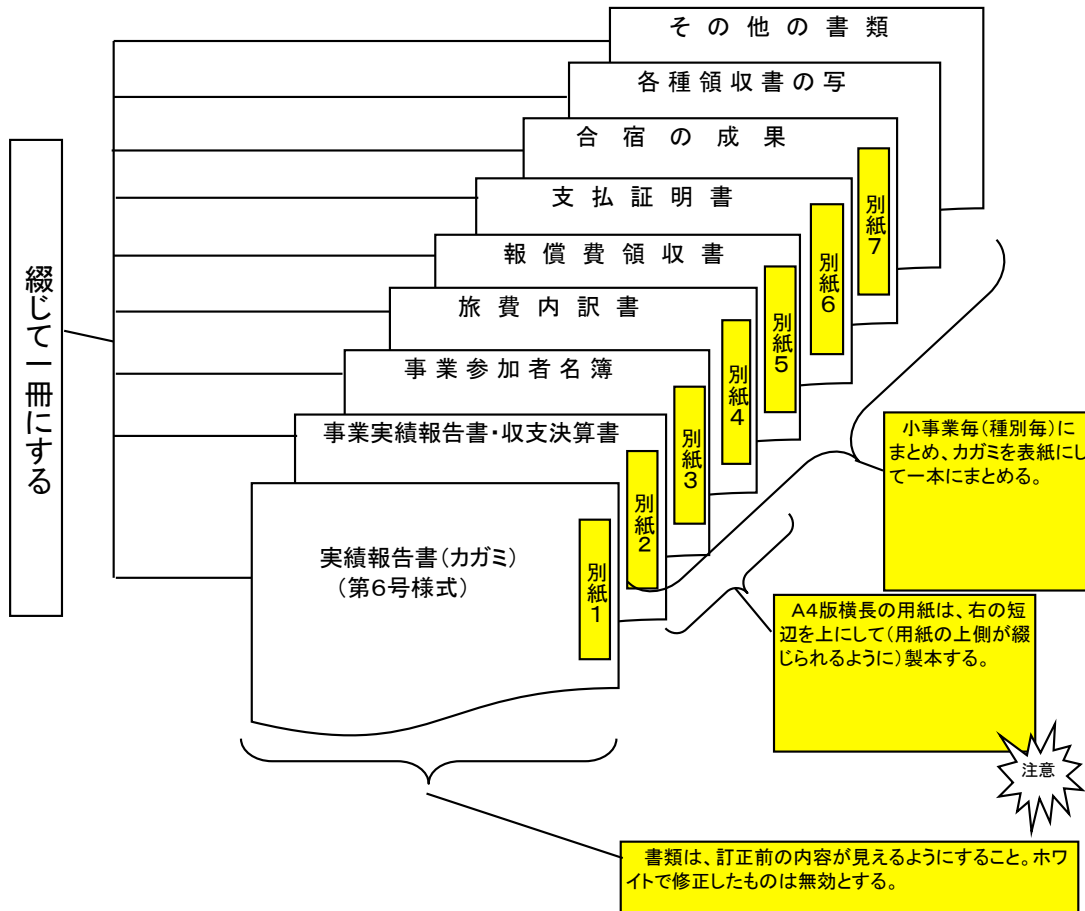 その他の書類
各種領収書の写
合宿の成果
別紙7
支払証明書
別紙6
報償費領収書
別紙5
旅費内訳書
別紙4
事業参加者名簿
別紙3
事業実績報告書・収支決算書
別紙2
実績報告書(カガミ)
(第6号様式)
別紙1
綴じて一冊にする
小事業毎(種別毎)に
まとめ、カガミを表紙にし
て一本にまとめる。
A4版横長の用紙は、右の短
辺を上にして(用紙の上側が綴
じられるように)製本する。
注意
書類は、訂正前の内容が見えるようにすること。ホワ
イトで修正したものは無効とする。